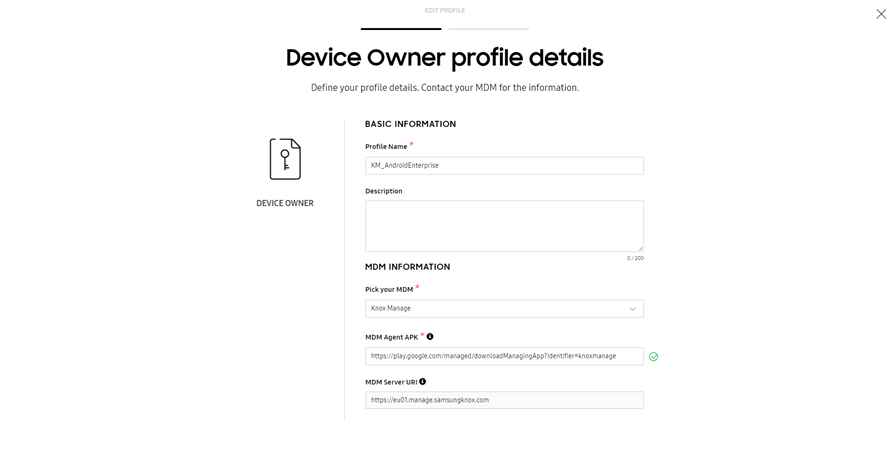 EDIT PROFILE
Device Owner profile details
Define your profile details. Contact your MDM for the information.
DEVICE OWNER
BASIC INFORMATION
Profile Name *
KM_AndroidEnterprise
Description
0 / 200
MDM INFORMATION
Pick your MDM *
Knox Manage
MDM Agent APK *
https://play.google.com/managed/downloadManagingApp?identifier=knoxmanage
MDM Server URI
https://eu01.manage.samsungknox.com